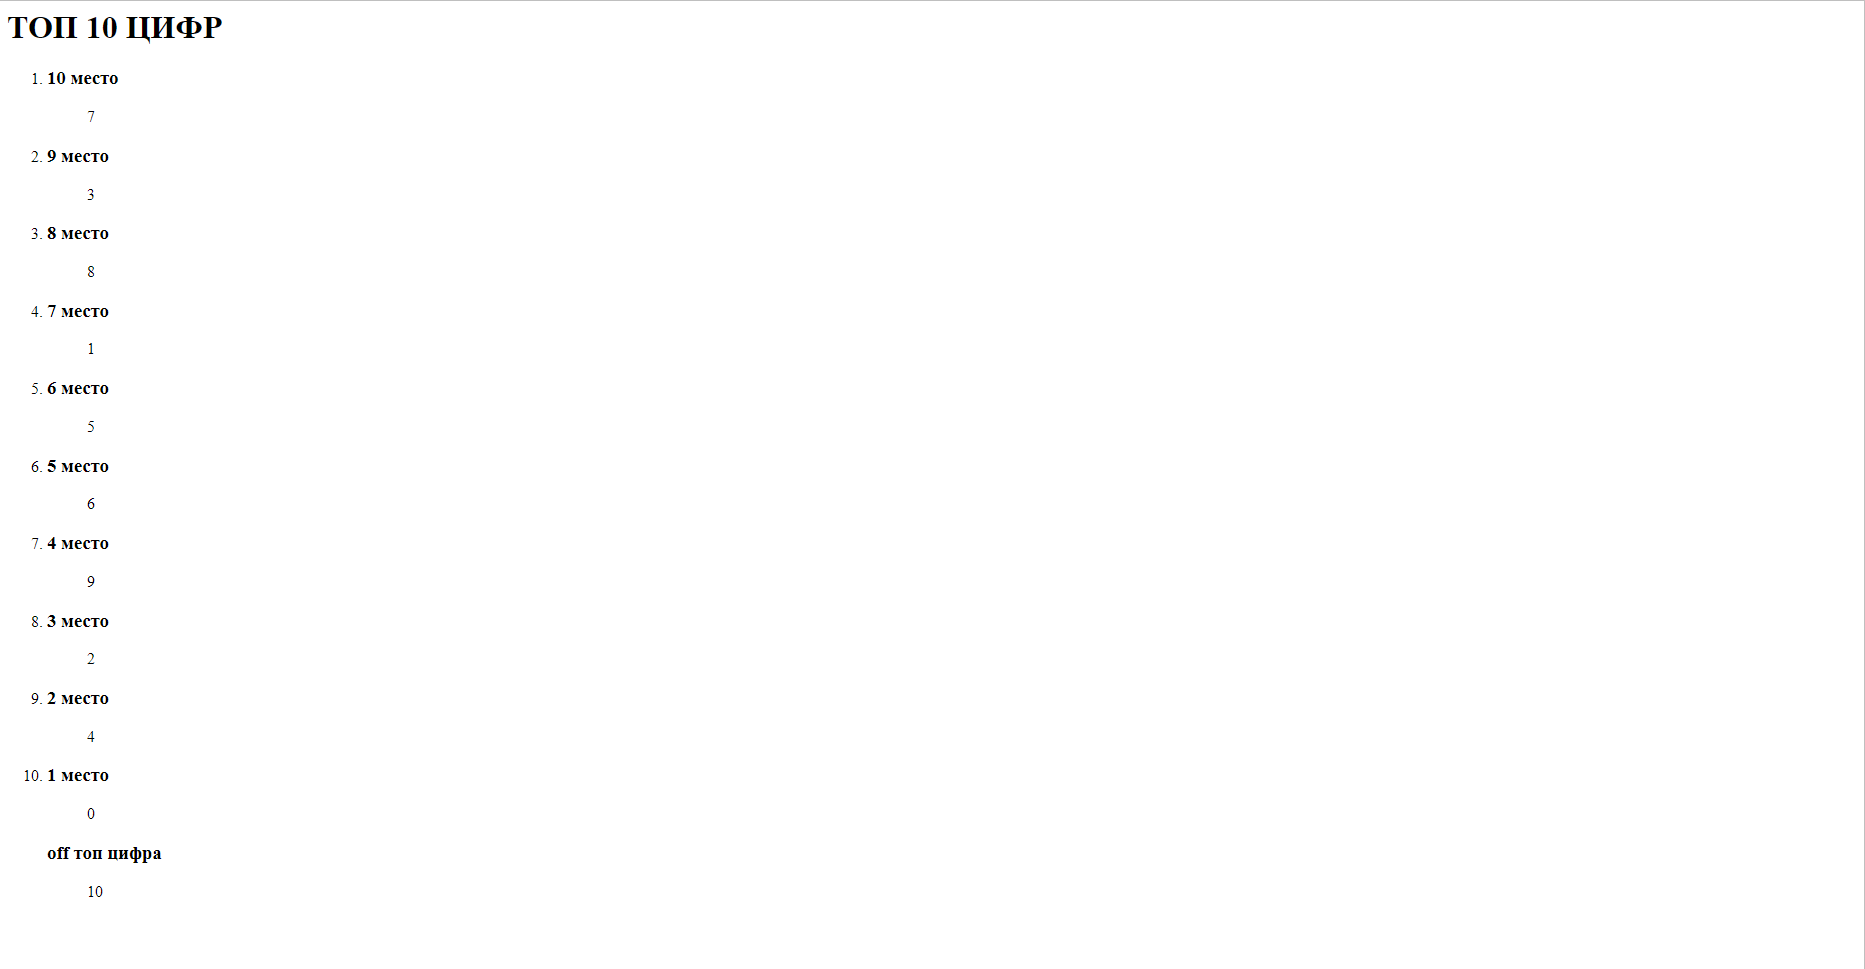 ТОП 10 ЦИФР
1. 10 место
7
2. 9 место
3
3. 8 место
8
4. 7 место
1
5. 6 место
5
6. 5 место
6
7. 4 место
9
8. 3 место
2
9. 2 место
4
10. 1 место
0
off топ цифра
10